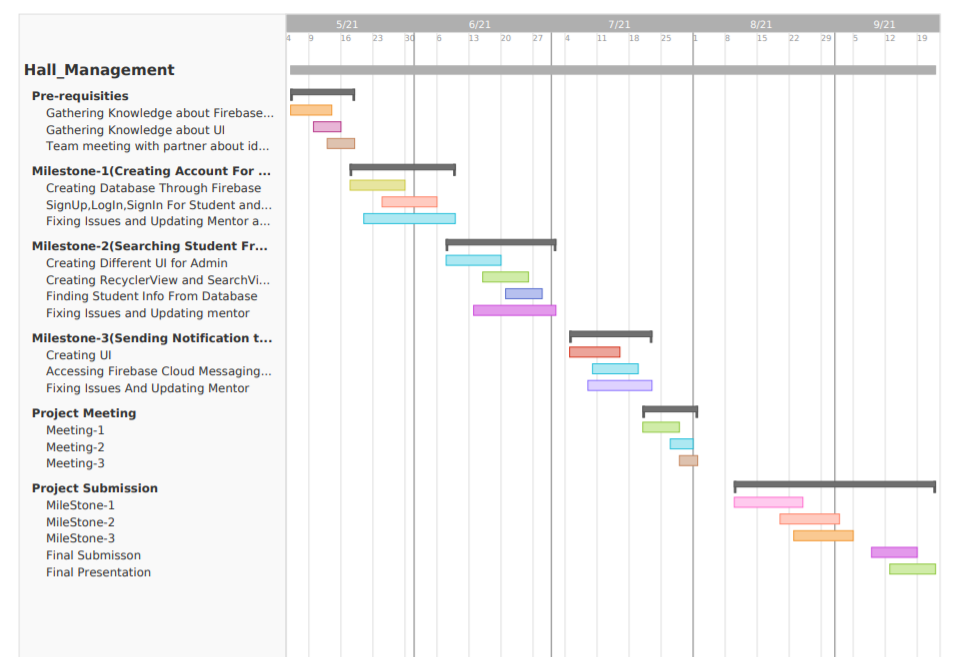 5/21 6/21 7/21 8/21 9/21
4 9 16 23 30 6 13 20 27 4 11 18 25 1 8 15 22 29 5 12 19
Hall_Management
Pre-requisities
Gathering Knowledge about Firebase...
Gathering Knowledge about UI
Team meeting with partner about id...
Milestone-1(Creating Account For ...
Creating Database Through Firebase
SignUp,LogIn,SignIn For Student and...
Fixing Issues and Updating Mentor a...
Milestone-2(Searching Student Fr...
Creating Different UI for Admin
Creating RecyclerView and SearchVi...
Finding Student Info From Database
Fixing Issues and Updating mentor
Milestone-3(Sending Notification t...
Creating UI
Accessing Firebase Cloud Messaging...
Fixing Issues And Updating Mentor
Project Meeting
Meeting-1
Meeting-2
Meeting-3
Project Submission
MileStone-1
MileStone-2
MileStone-3
Final Submisson
Final Presentation